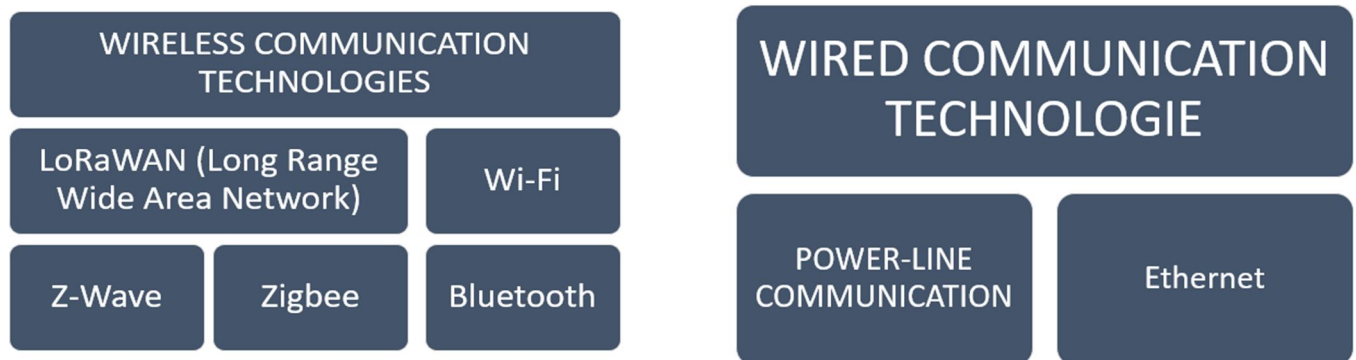 WIRELESS COMMUNICATION
TECHNOLOGIES
LoRaWAN (Long Range
Wide Area Network)
Wi-Fi
Z-Wave
Zigbee
Bluetooth
WIRED COMMUNICATION
TECHNOLOGIE
POWER-LINE
COMMUNICATION
Ethernet